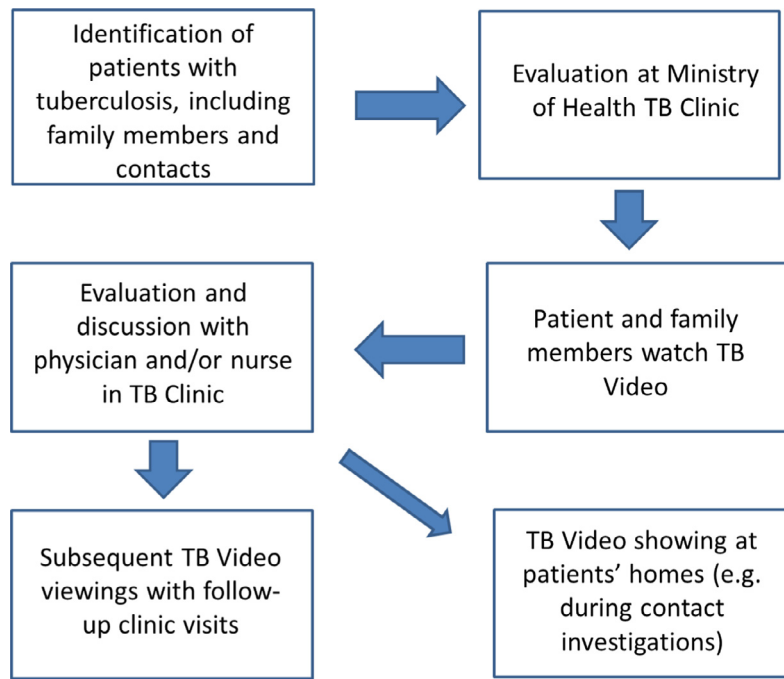 Identification of
patients with
tuberculosis, including
family members and
contacts
Evaluation at Ministry
of Health TB Clinic
Patient and family
members watch TB
Video
Evaluation and
discussion with
physician and/or nurse
in TB Clinic
Subsequent TB Video
viewings with follow-
up clinic visits
TB Video showing at
patients’ homes (e.g.
during contact
investigations)